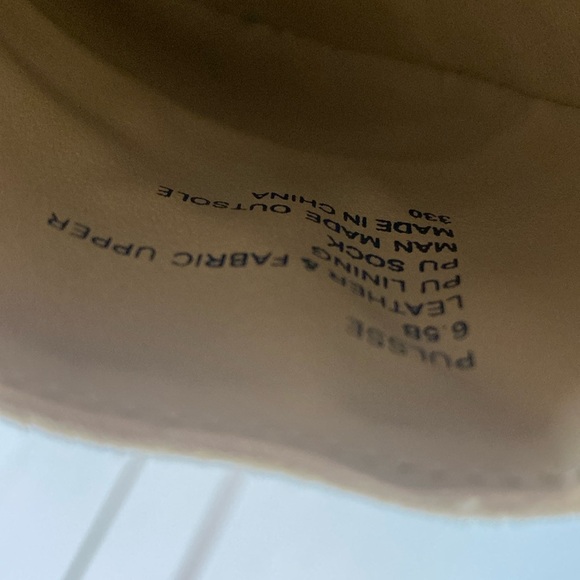 PULSSE
6.5B
LEATHER & FABRIC UPPER
PU LINING
PU SOCK
MAN MADE OUTSOLE
MADE IN CHINA
330